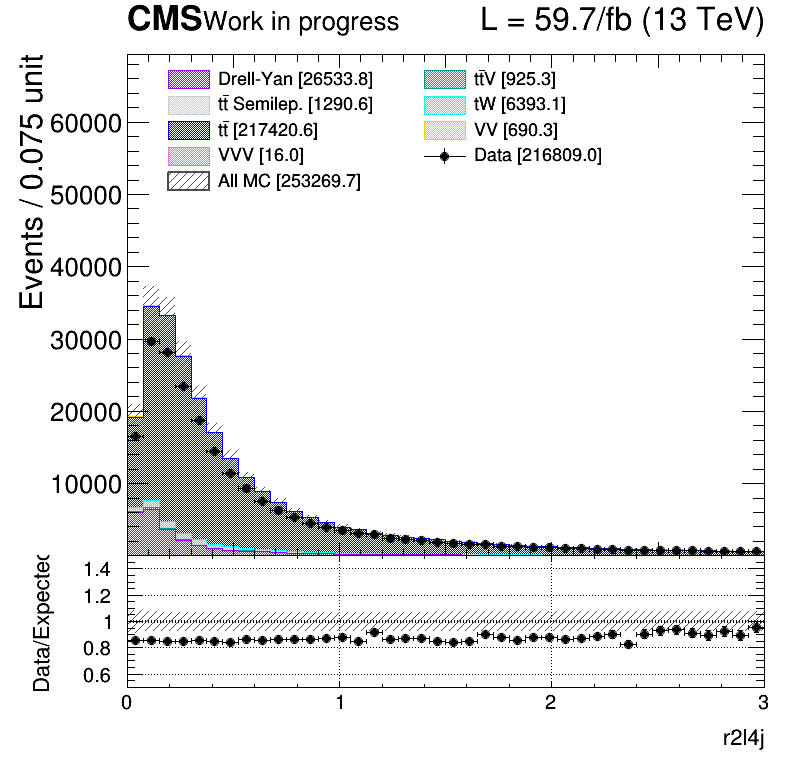 CMS Work in progress L = 59.7/fb (13 TeV)
Events / 0.075 unit
Drell-Yan [26533.8]
tt̄ Semilep. [1290.6]
tt̄ [217420.6]
VVV [16.0]
All MC [253269.7]
tt̄V [925.3]
tW [6393.1]
VV [690.3]
Data [216809.0]
60000
50000
40000
30000
20000
10000
Data/Expected
1.4
1.2
1
0.8
0.6
0 1 2 3
r2l4j